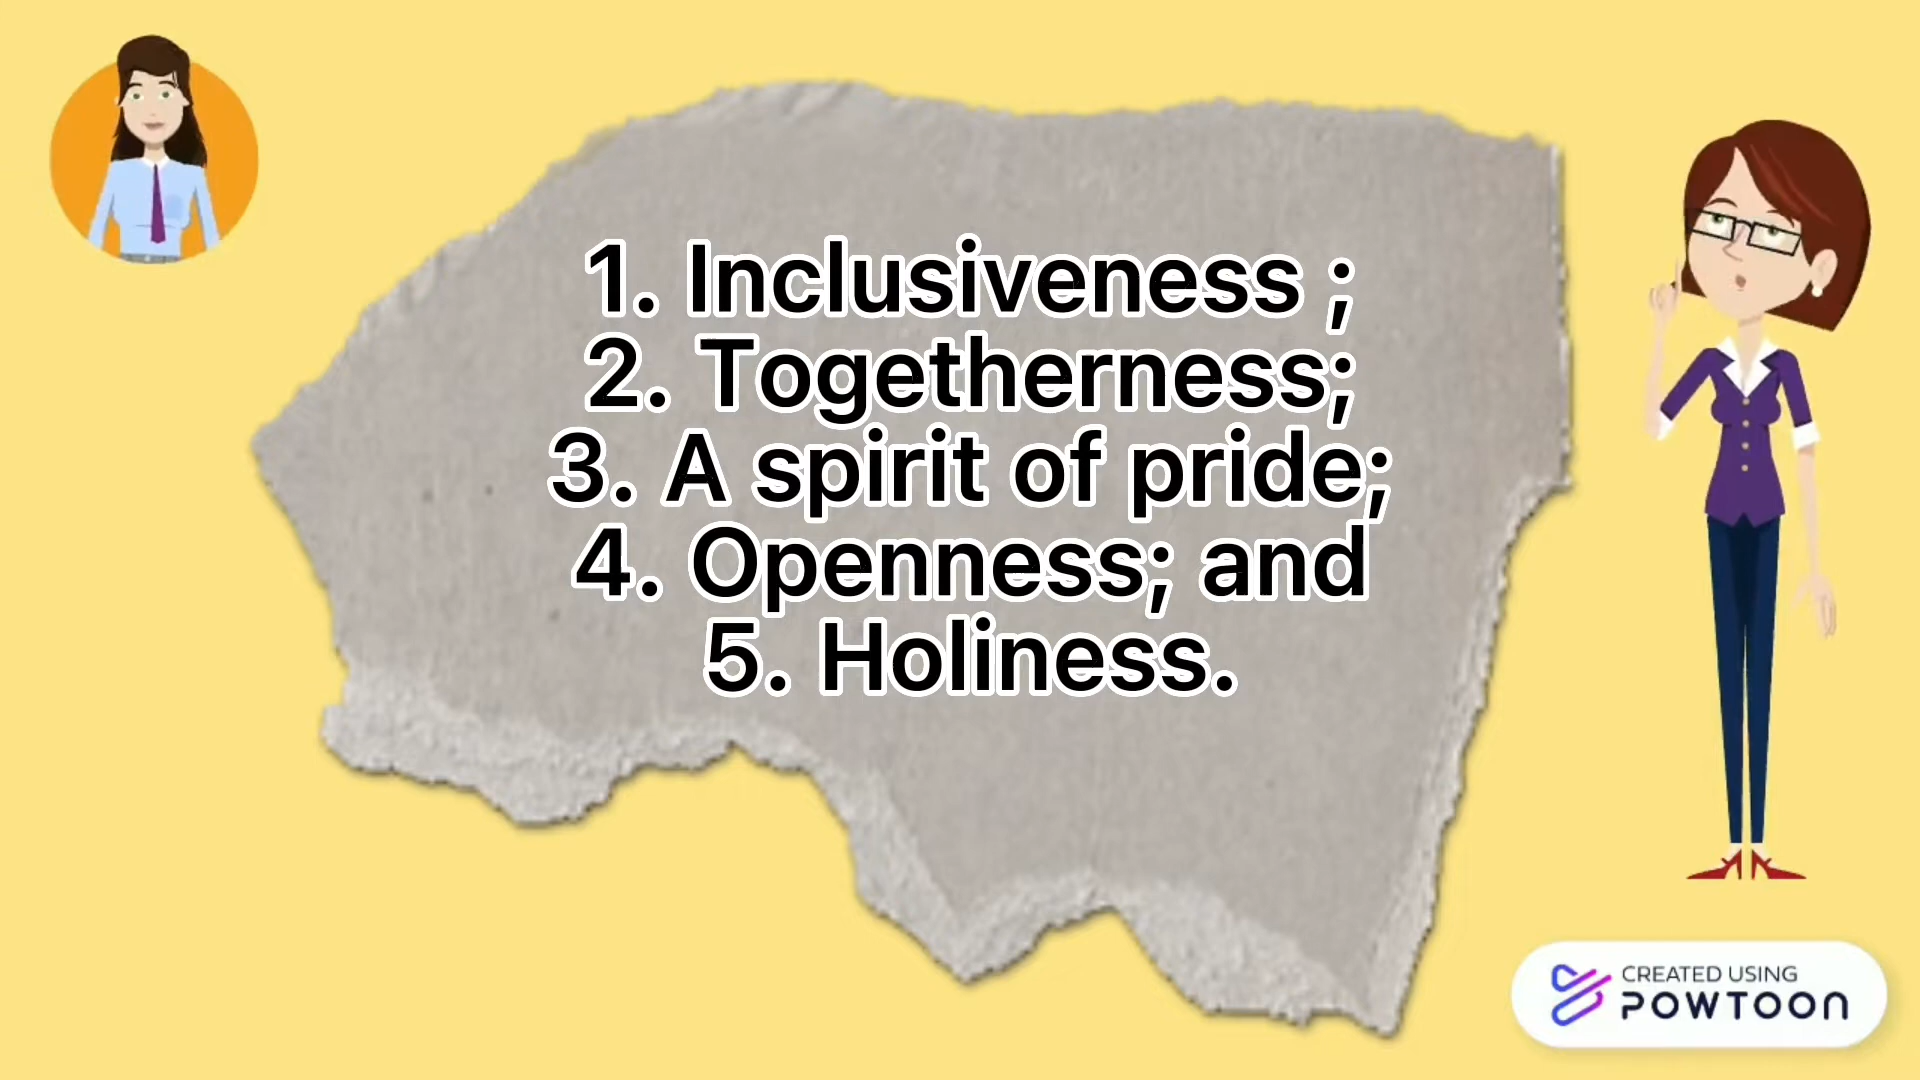 1. Inclusiveness ;
2. Togetherness;
3. A spirit of pride;
4. Openness; and
5. Holiness.
CREATED USING
POWTOON